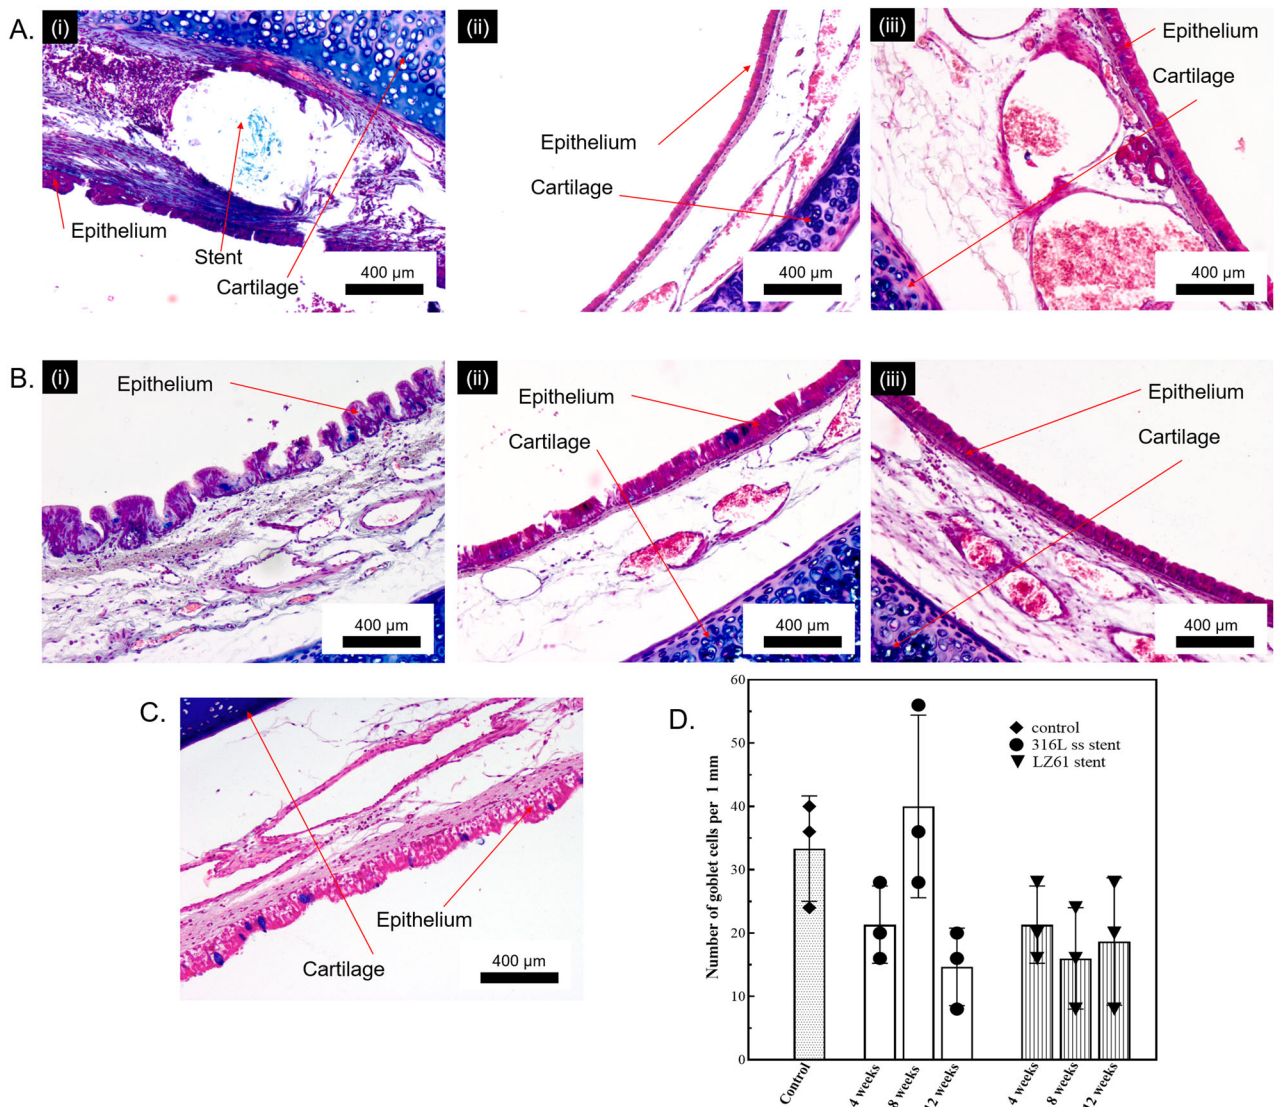 A.
(i)
Epithelium
Stent
Cartilage
400 µm
(ii)
Epithelium
Cartilage
400 µm
(iii)
Epithelium
Cartilage
400 µm
B.
(i)
Epithelium
400 µm
(ii)
Epithelium
Cartilage
400 µm
(iii)
Epithelium
Cartilage
400 µm
C.
Epithelium
Cartilage
400 µm
D.
Number of goblet cells per 1 mm
60
50
40
30
20
10
0
control
316L ss stent
LZ61 stent
Control
4 weeks
8 weeks
12 weeks
4 weeks
8 weeks
12 weeks